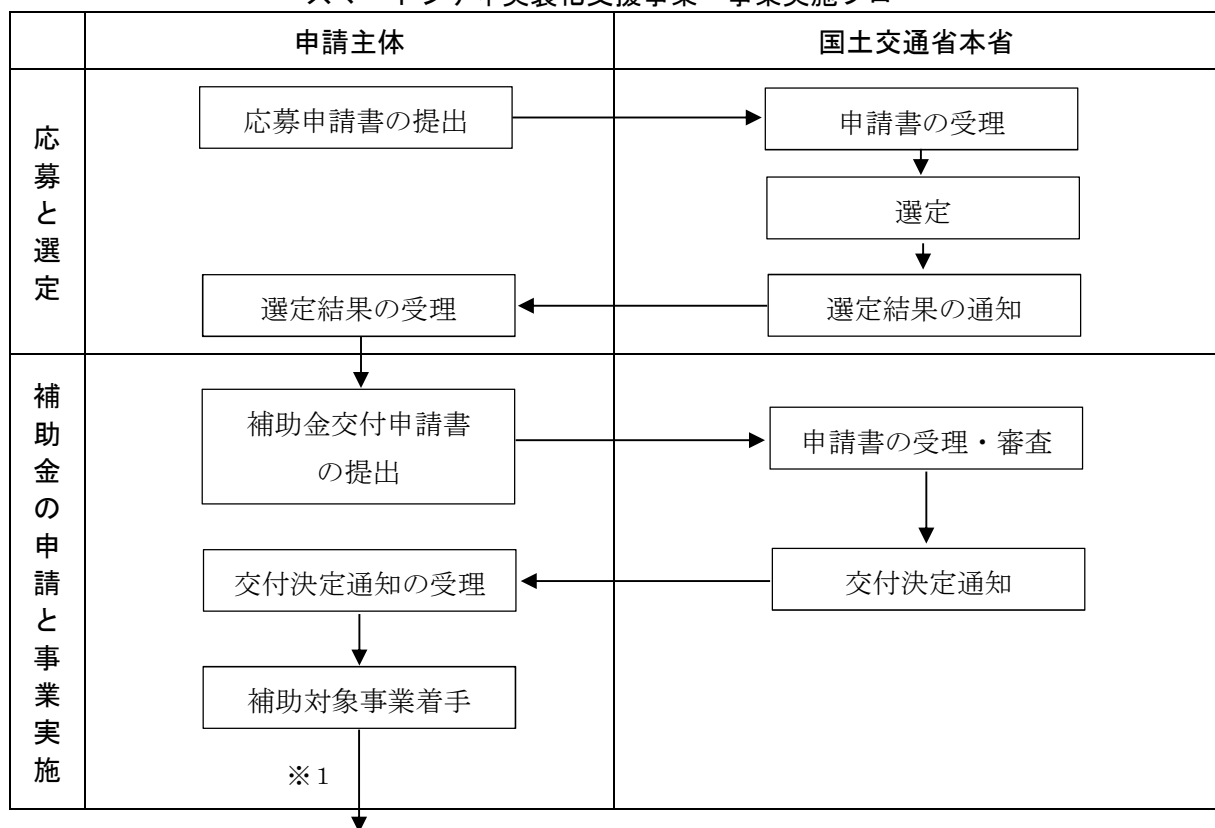 申請主体
国土交通省本省
応募と選定
応募申請書の提出
申請書の受理
選定
選定結果の受理
選定結果の通知
補助金の申請と事業実施
補助金交付申請書
の提出
申請書の受理・審査
交付決定通知の受理
交付決定通知
補助対象事業着手
※1